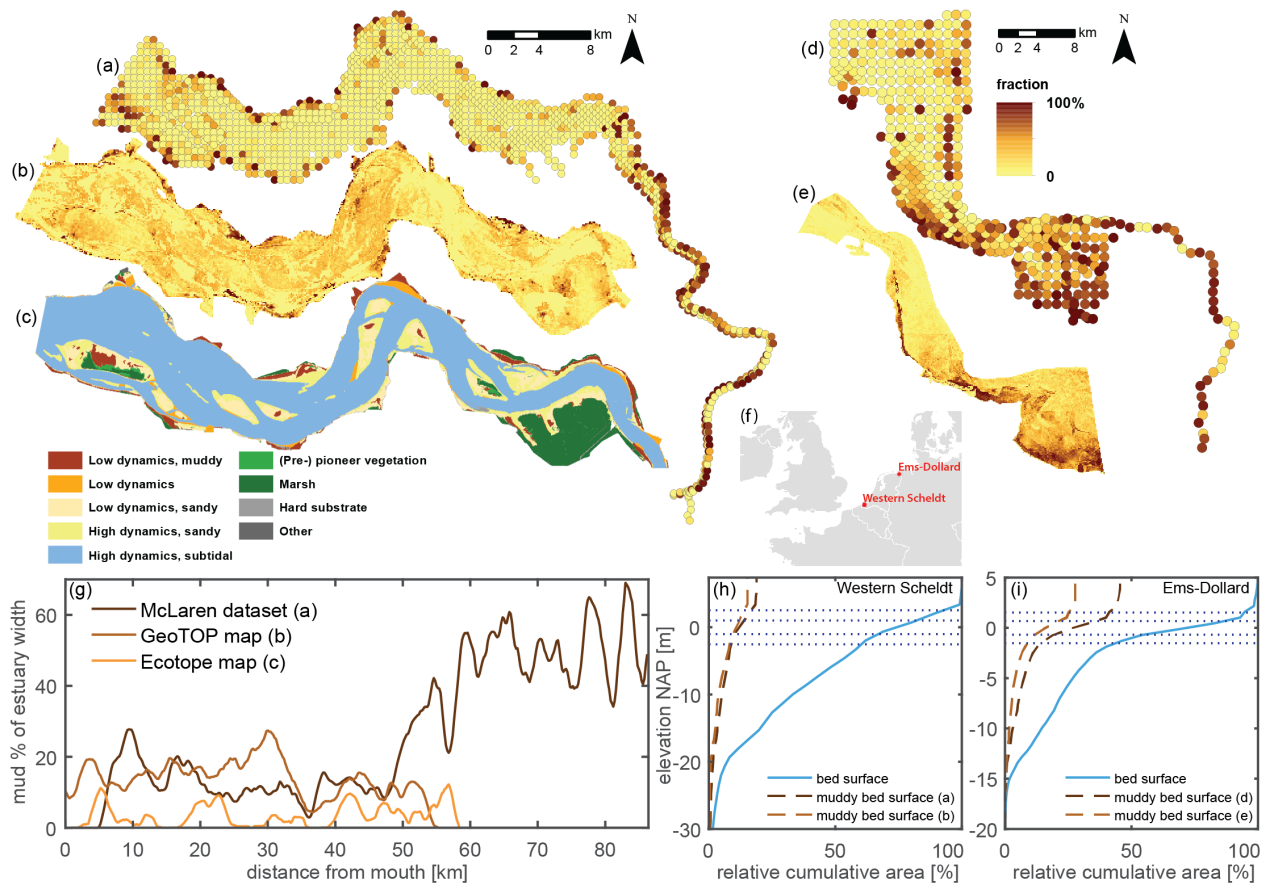 (a)
N
0 2 4 8 km
(d)
N
0 2 4 8 km
fraction
100%
0
(b)
(e)
(c)
Low dynamics, muddy
Low dynamics
Low dynamics, sandy
High dynamics, sandy
High dynamics, subtidal
(Pre-) pioneer vegetation
Marsh
Hard substrate
Other
(f)
Ems-Dollard
Western Scheldt
(g)
McLaren dataset (a)
GeoTOP map (b)
Ecotope map (c)
mud % of estuary width
60
40
20
0
0 10 20 30 40 50 60 70 80
distance from mouth [km]
(h) Western Scheldt
elevation NAP [m]
0
-10
-20
-30
bed surface
muddy bed surface (a)
muddy bed surface (b)
0 50 100
relative cumulative area [%]
(i) Ems-Dollard
5
0
-5
-10
-15
-20
bed surface
muddy bed surface (d)
muddy bed surface (e)
0 50 100
relative cumulative area [%]